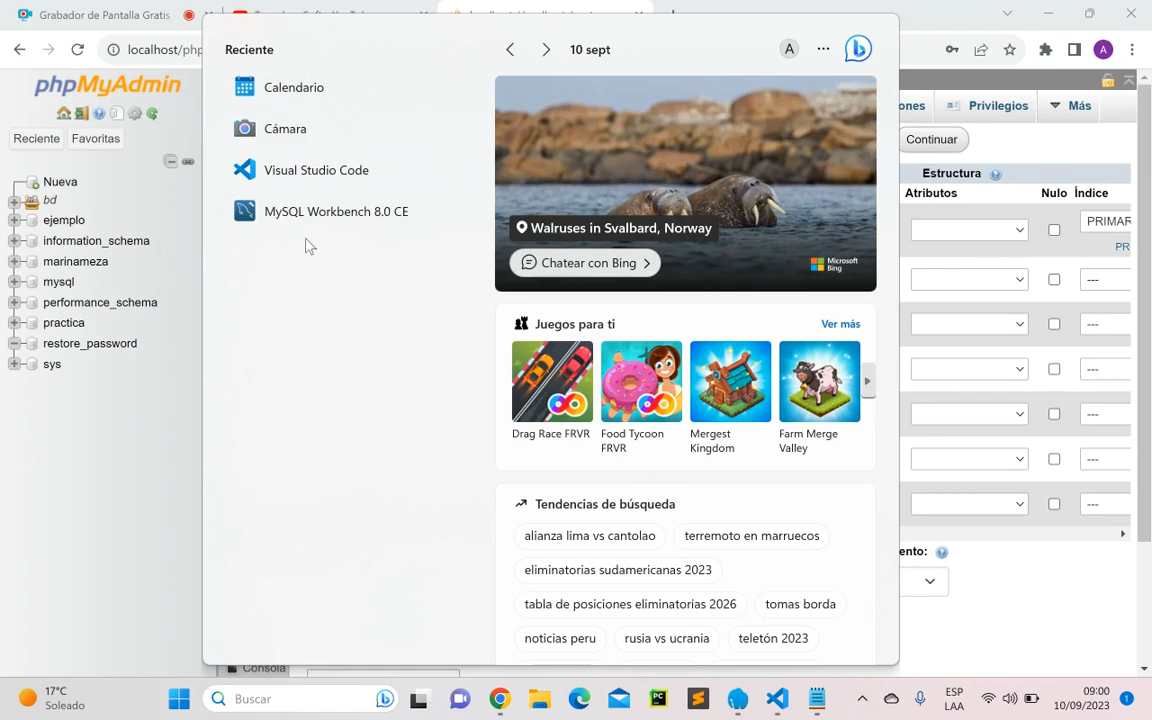 Grabador de Pantalla Gratis
localhost/php
phpMyAdmin
Reciente
Favoritas
Nueva
bd
ejemplo
information_schema
marinameza
mysql
performance_schema
practica
restore_password
sys
Reciente
Calendario
Cámara
Visual Studio Code
MySQL Workbench 8.0 CE
10 sept
A
Walruses in Svalbard, Norway
Chatear con Bing
Microsoft
Bing
Juegos para ti
Ver más
Drag Race FRVR
Food Tycoon
FRVR
Mergest
Kingdom
Farm Merge
Valley
Tendencias de búsqueda
alianza lima vs cantolao
terremoto en marruecos
eliminatorias sudamericanas 2023
tabla de posiciones eliminatorias 2026
tomas borda
noticias peru
rusia vs ucrania
teletón 2023
A
ones
Privilegios
Más
Continuar
Estructura
Atributos
Nulo
Índice
PRIMAR
PR
---
---
---
---
---
---
ento:
Consola
17°C
Soleado
Buscar
ESP
LAA
09:00
10/09/2023
1